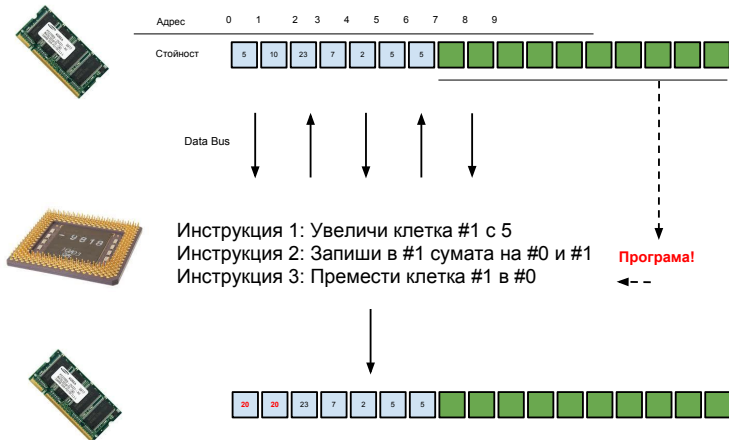 Адрес 0 1 2 3 4 5 6 7 8 9
Стойност 5 10 23 7 2 5 5
Data Bus
Инструкция 1: Увеличи клетка #1 с 5
Инструкция 2: Запиши в #1 сумата на #0 и #1
Инструкция 3: Премести клетка #1 в #0
Програма!
20 20 23 7 2 5 5